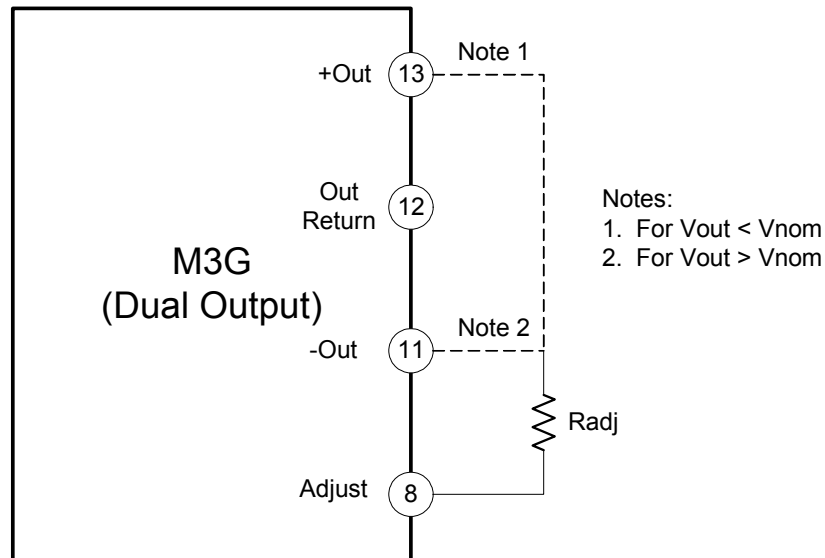 +Out
13
Note 1
Out
Return
12
Notes:
1. For Vout < Vnom
2. For Vout > Vnom
M3G
(Dual Output)
-Out
11
Note 2
Radj
Adjust
8